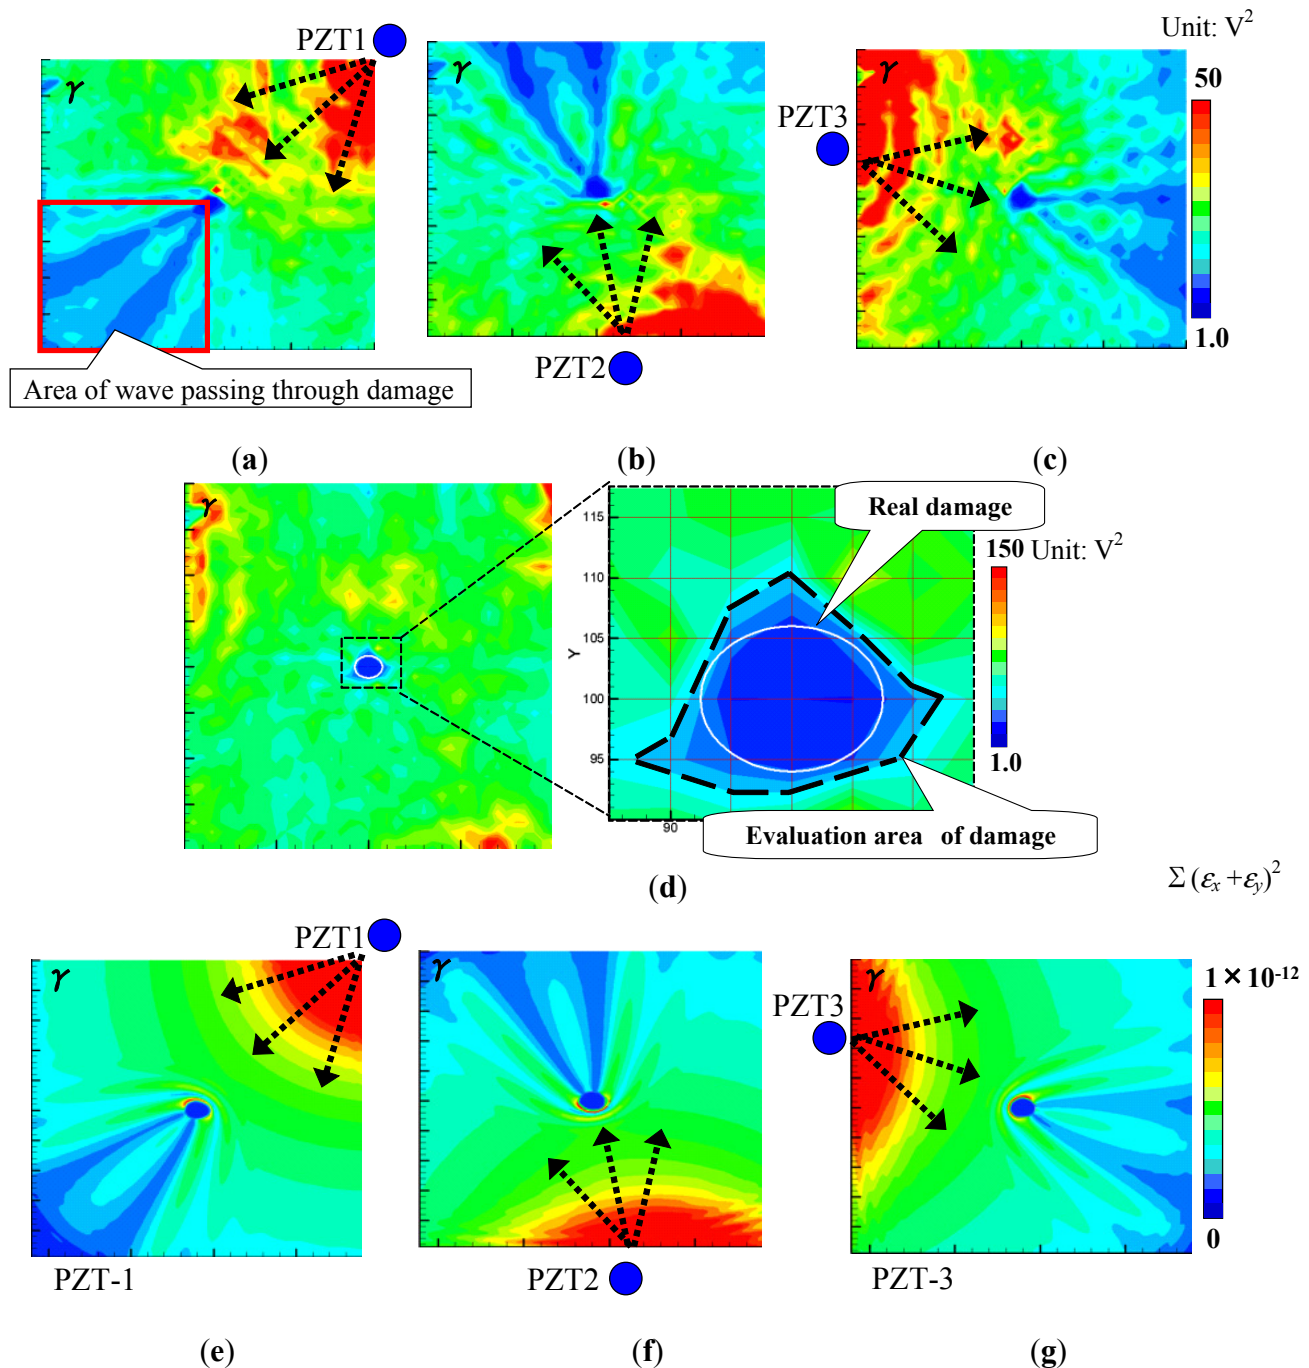 Unit: V²
PZT1
γ
γ
γ
PZT3
50
1.0
PZT2
Area of wave passing through damage
(a)
(b)
(c)
γ
Real damage
115
110
105
100
95
Y
90
150 Unit: V²
1.0
Evaluation area of damage
(d)
Σ (εx +εy)²
PZT1
γ
γ
γ
PZT3
1×10⁻¹²
0
PZT-1
PZT2
PZT-3
(e)
(f)
(g)